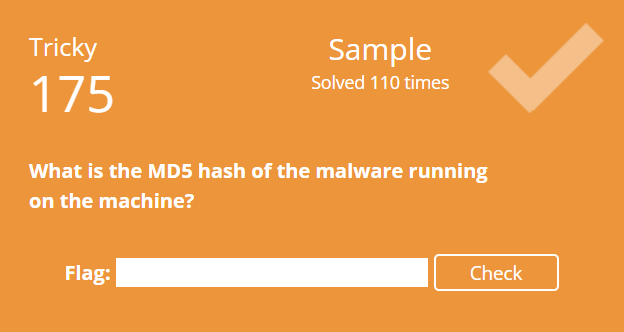 Tricky
175
Sample
Solved 110 times
What is the MD5 hash of the malware running
on the machine?
Flag:
Check